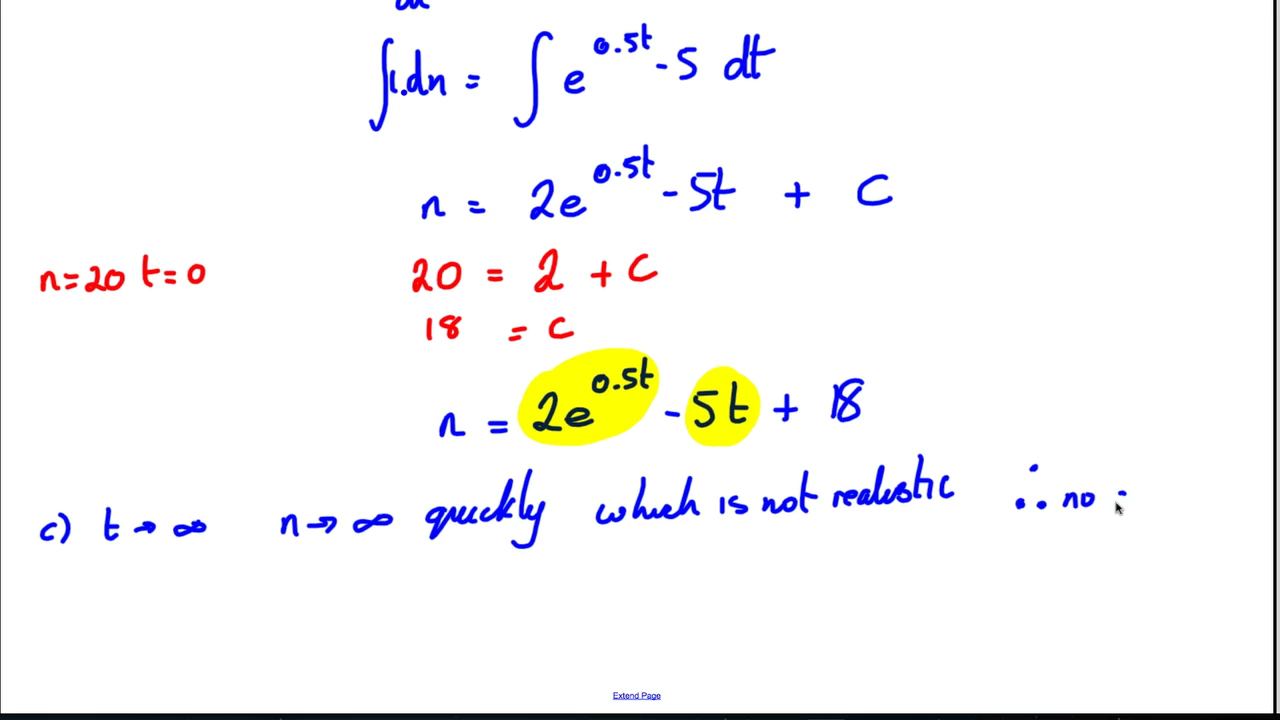 ∫1.dn = ∫e^0.5t - 5 dt
n = 2e^0.5t - 5t + C
n=20 t=0 20 = 2 + C
18 = C
n = 2e^0.5t - 5t + 18
c) t → ∞ n → ∞ quickly which is not realistic ∴ no
Extend Page